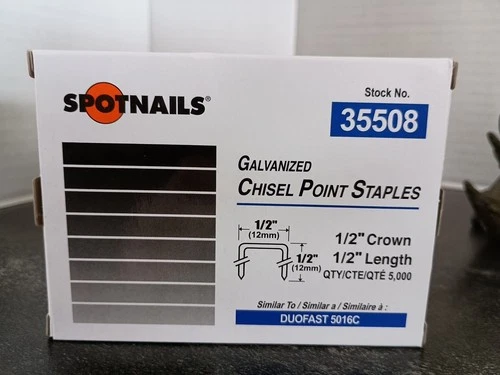 SPOTNAILS®
Stock No.
35508
GALVANIZED
CHISEL POINT STAPLES
1/2"
(12mm)
1/2"
(12mm)
1/2" Crown
1/2" Length
QTY/CTE/QTÉ 5,000
Similar To / Similar a / Similaire à :
DUOFAST 5016C